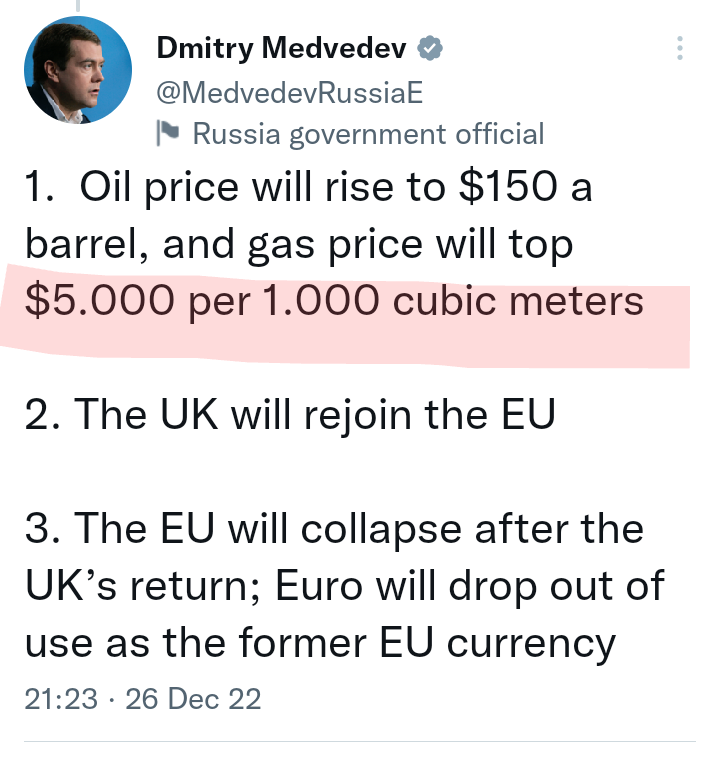 Dmitry Medvedev
@MedvedevRussiaE
Russia government official
1. Oil price will rise to $150 a
barrel, and gas price will top
$5.000 per 1.000 cubic meters
2. The UK will rejoin the EU
3. The EU will collapse after the
UK’s return; Euro will drop out of
use as the former EU currency
21:23 · 26 Dec 22